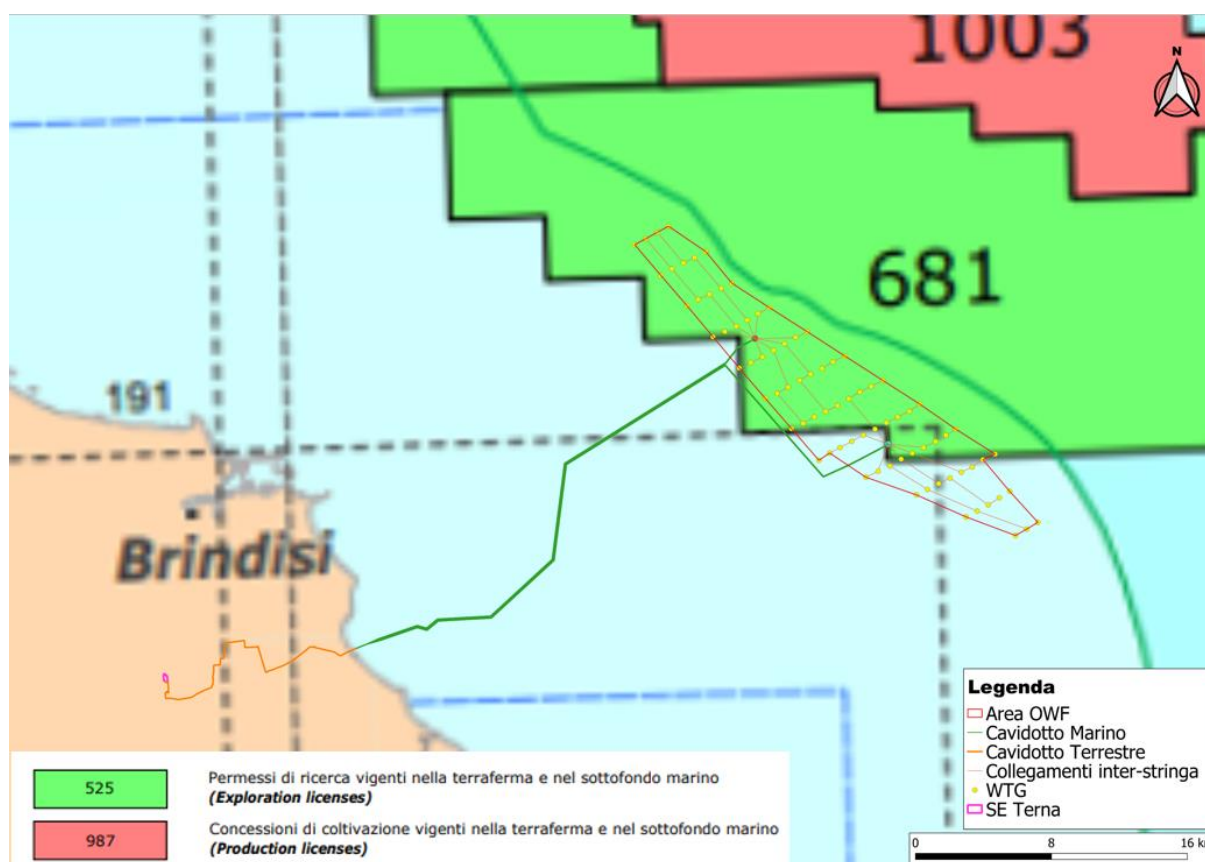 1003
N
681
191
Brindisi
Legenda
Area OWF
Cavidotto Marino
Cavidotto Terrestre
Collegamenti inter-stringa
WTG
SE Terna
525
Permessi di ricerca vigenti nella terraferma e nel sottofondo marino
(Exploration licenses)
987
Concessioni di coltivazione vigenti nella terraferma e nel sottofondo marino
(Production licenses)
0 8 16 km